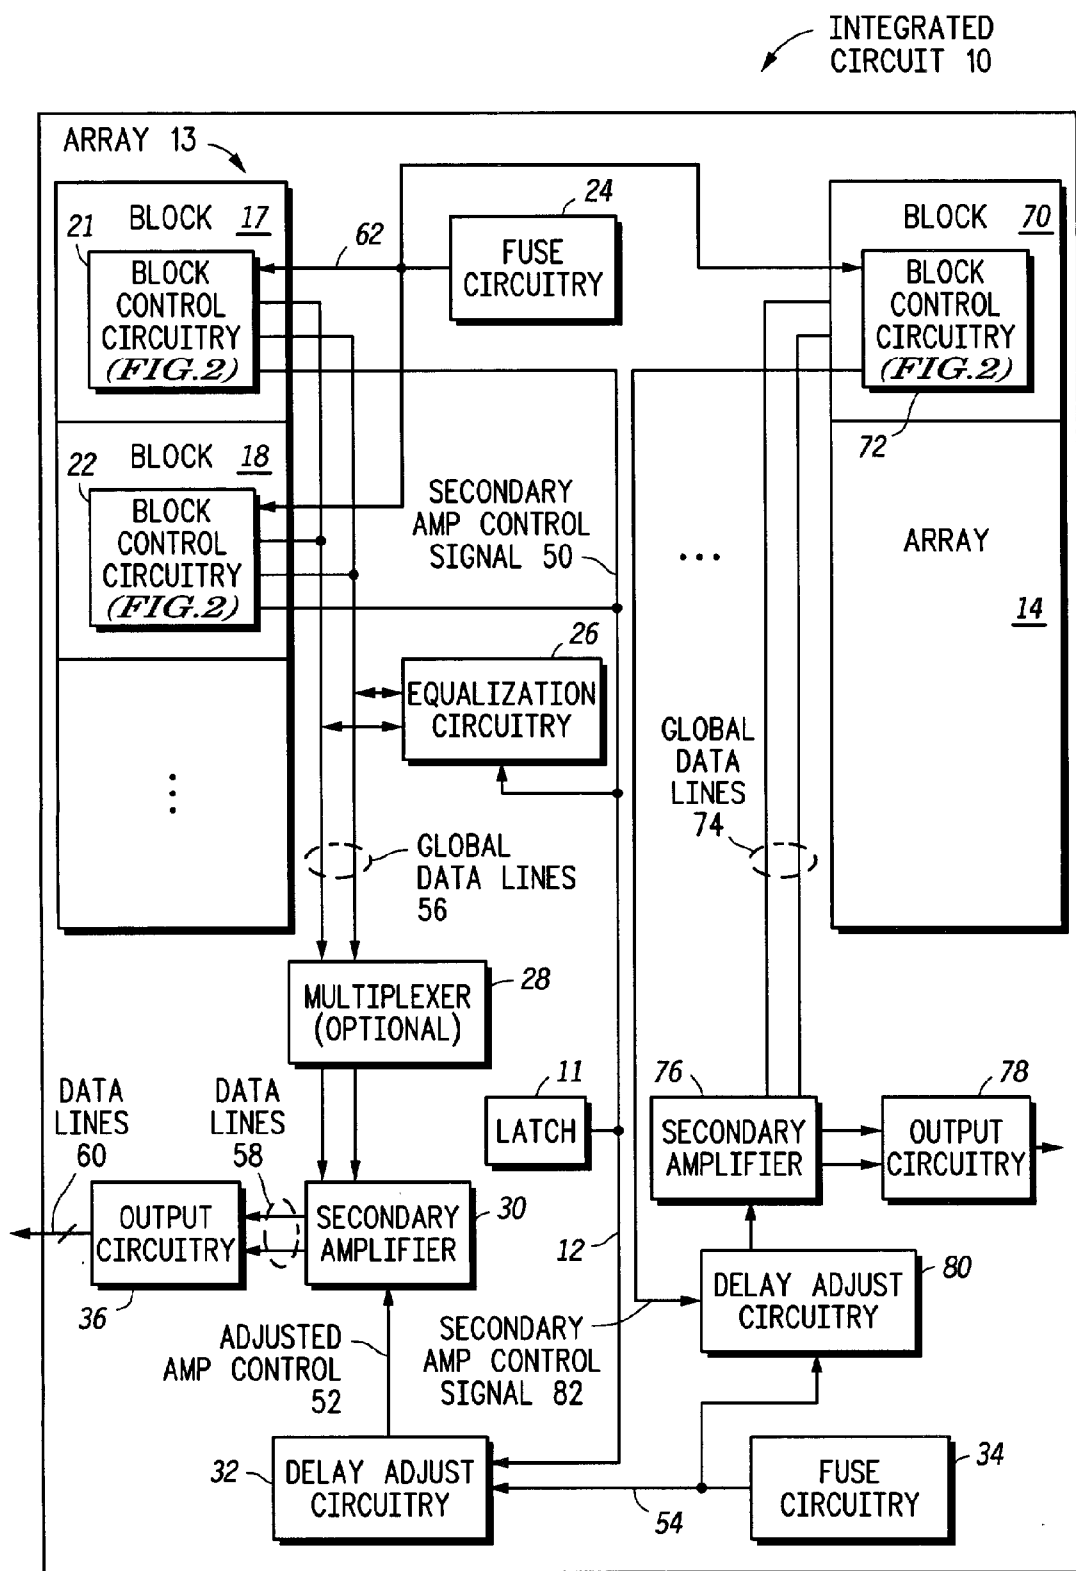 INTEGRATED
CIRCUIT 10
ARRAY 13
BLOCK 17
21
BLOCK
CONTROL
CIRCUITRY
(FIG.2)
62
24
FUSE
CIRCUITRY
BLOCK 70
BLOCK
CONTROL
CIRCUITRY
(FIG.2)
72
BLOCK 18
22
BLOCK
CONTROL
CIRCUITRY
(FIG.2)
SECONDARY
AMP CONTROL
SIGNAL 50
...
ARRAY
14
26
EQUALIZATION
CIRCUITRY
GLOBAL
DATA
LINES
74
GLOBAL
DATA LINES
56
MULTIPLEXER
(OPTIONAL)
28
11
LATCH
76
SECONDARY
AMPLIFIER
78
OUTPUT
CIRCUITRY
DATA
LINES
60
DATA
LINES
58
OUTPUT
CIRCUITRY
36
SECONDARY
AMPLIFIER
30
12
DELAY ADJUST
CIRCUITRY
80
ADJUSTED
AMP CONTROL
52
SECONDARY
AMP CONTROL
SIGNAL 82
32
DELAY ADJUST
CIRCUITRY
54
FUSE
CIRCUITRY
34